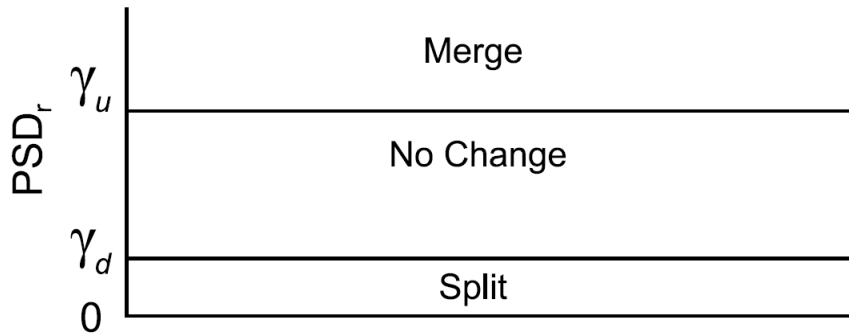 Merge
γu
PSDr
No Change
γd
Split
0